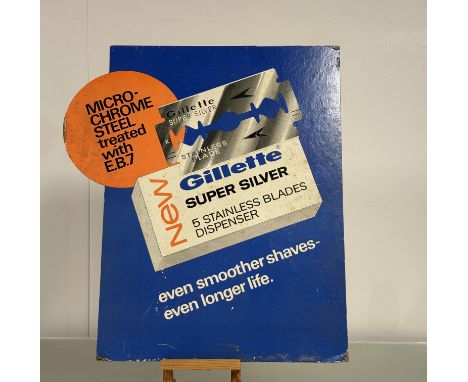 MICRO-
CHROME
STEEL
treated
with
E.B.7
Gillette
SUPER SILVER
STAINLESS
BLADE
NEW
Gillette
SUPER SILVER
5 STAINLESS BLADES
DISPENSER
even smoother shaves-
even longer life.